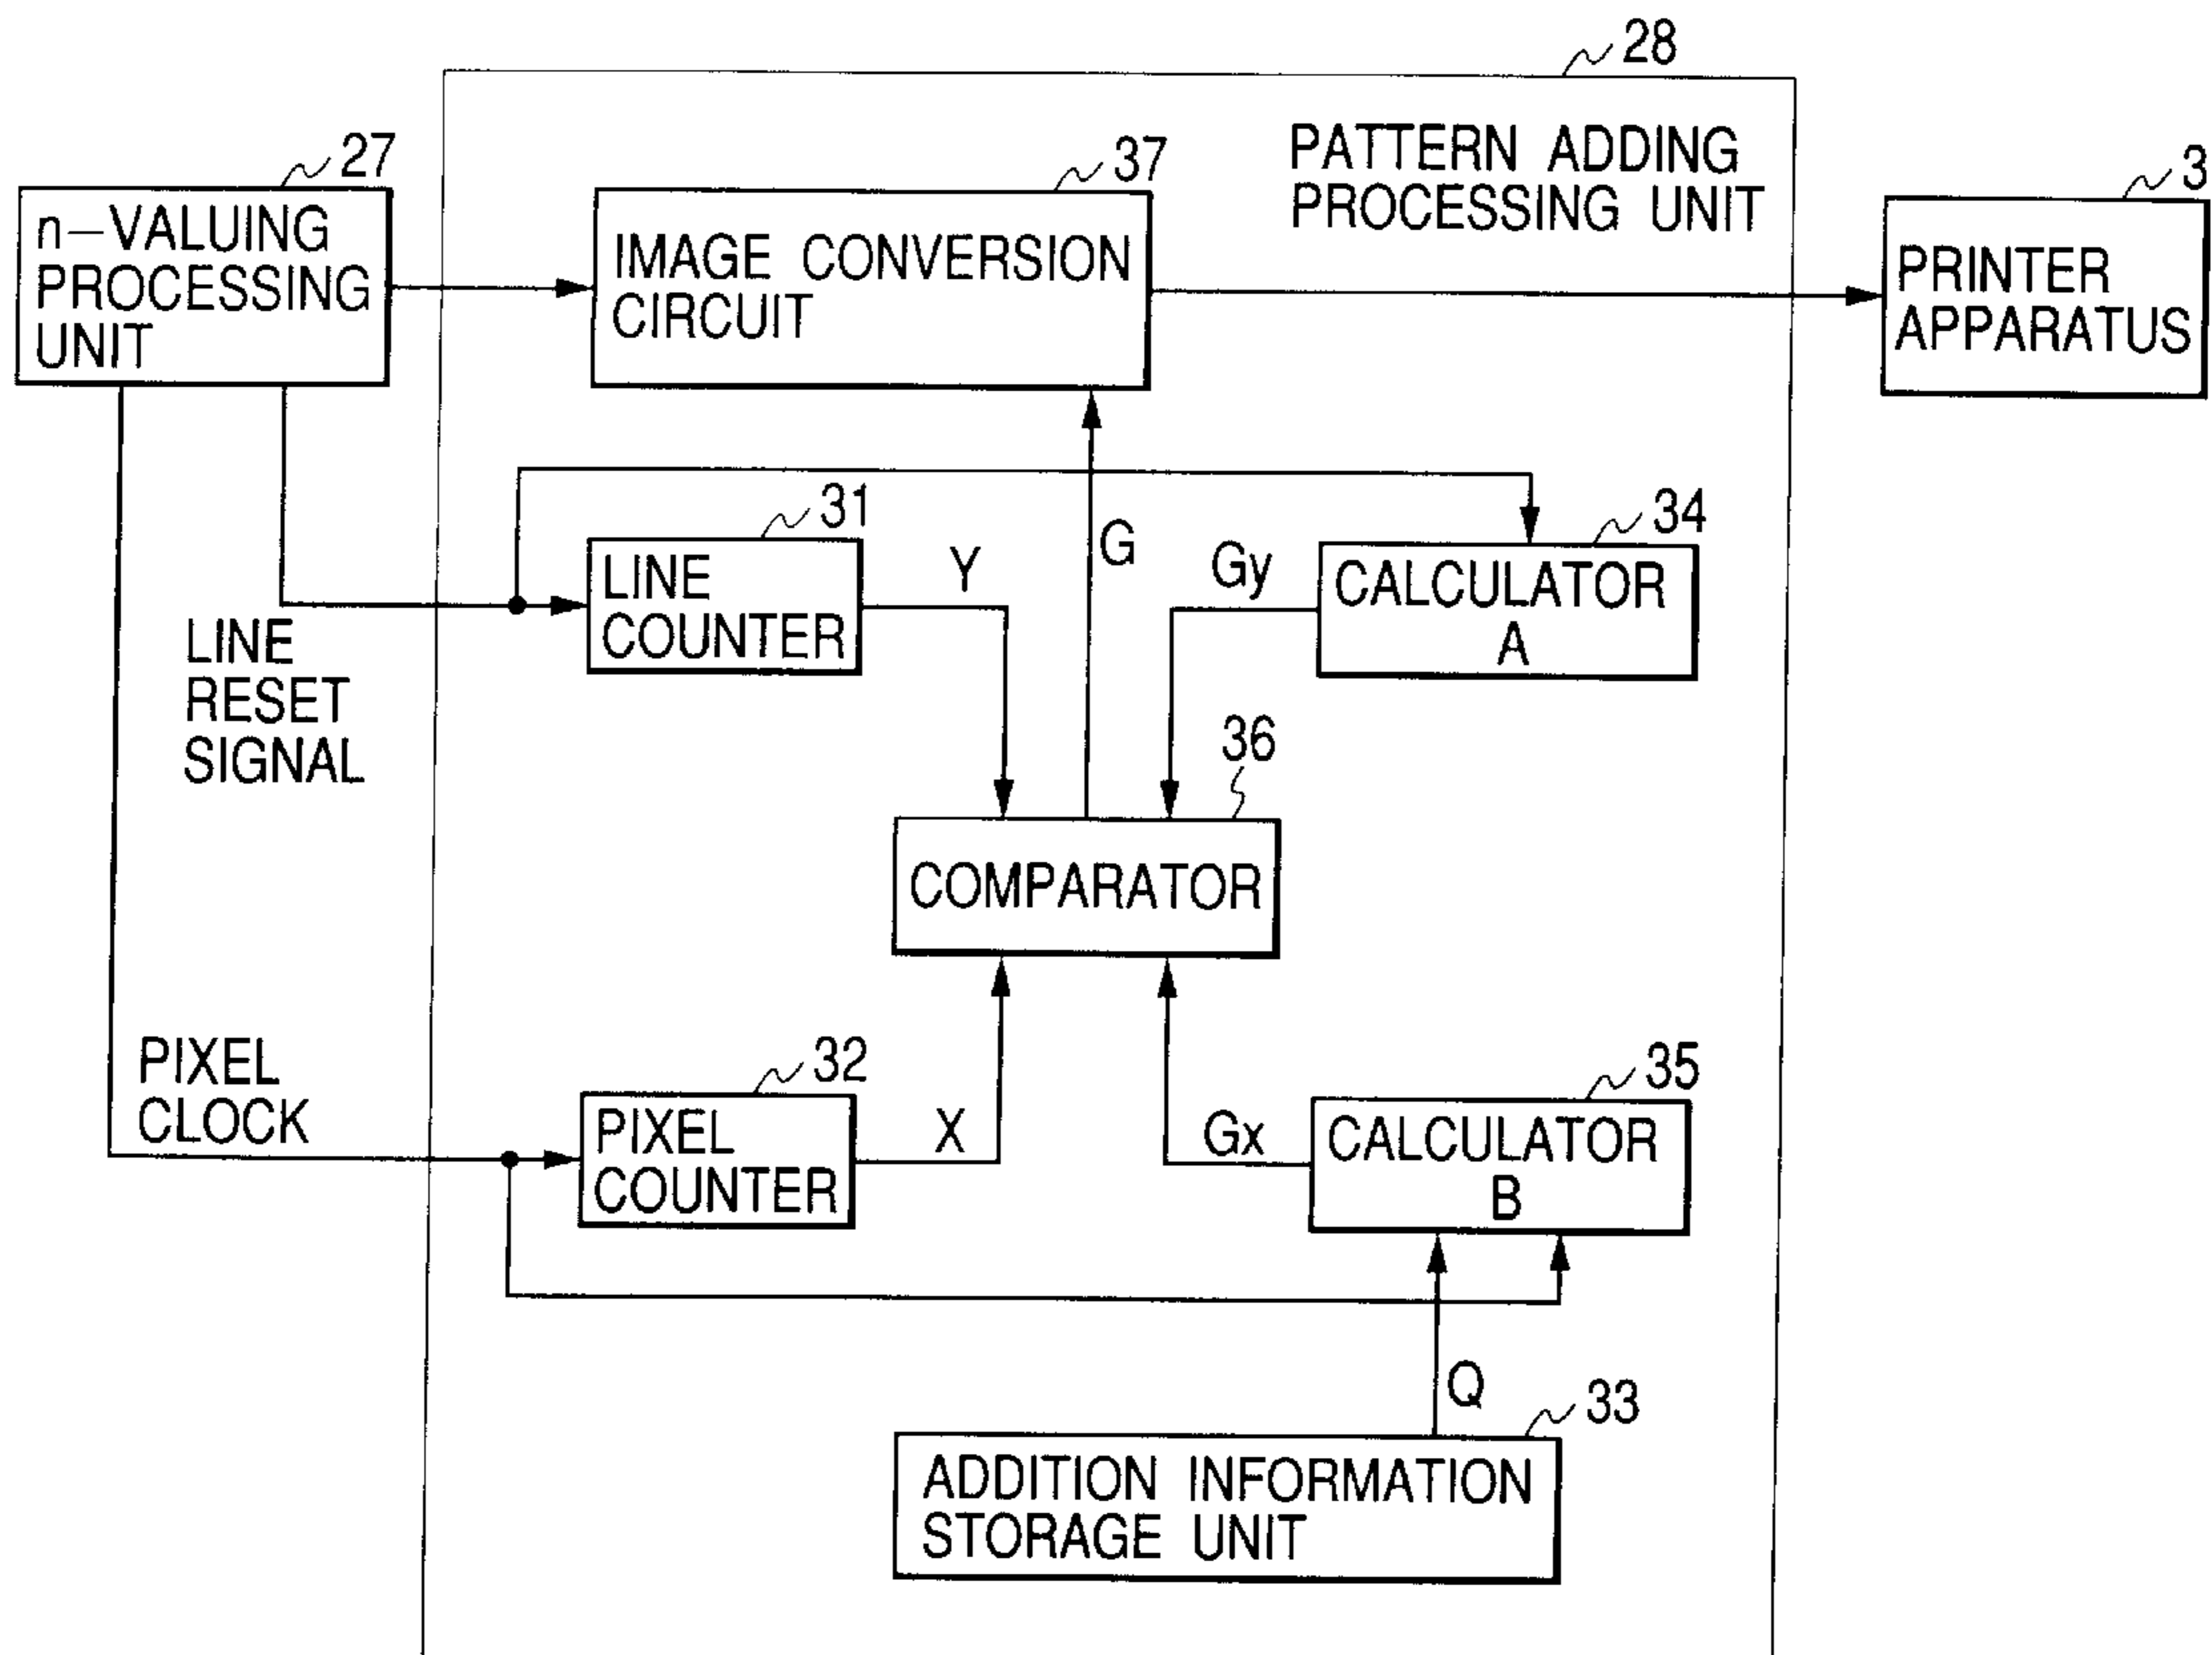 28
27
n-VALUING
PROCESSING
UNIT
37
IMAGE CONVERSION
CIRCUIT
PATTERN ADDING
PROCESSING UNIT
3
PRINTER
APPARATUS
31
LINE
COUNTER
Y
G
Gy
34
CALCULATOR
A
LINE
RESET
SIGNAL
36
COMPARATOR
PIXEL
CLOCK
32
PIXEL
COUNTER
X
Gx
35
CALCULATOR
B
Q
33
ADDITION INFORMATION
STORAGE UNIT